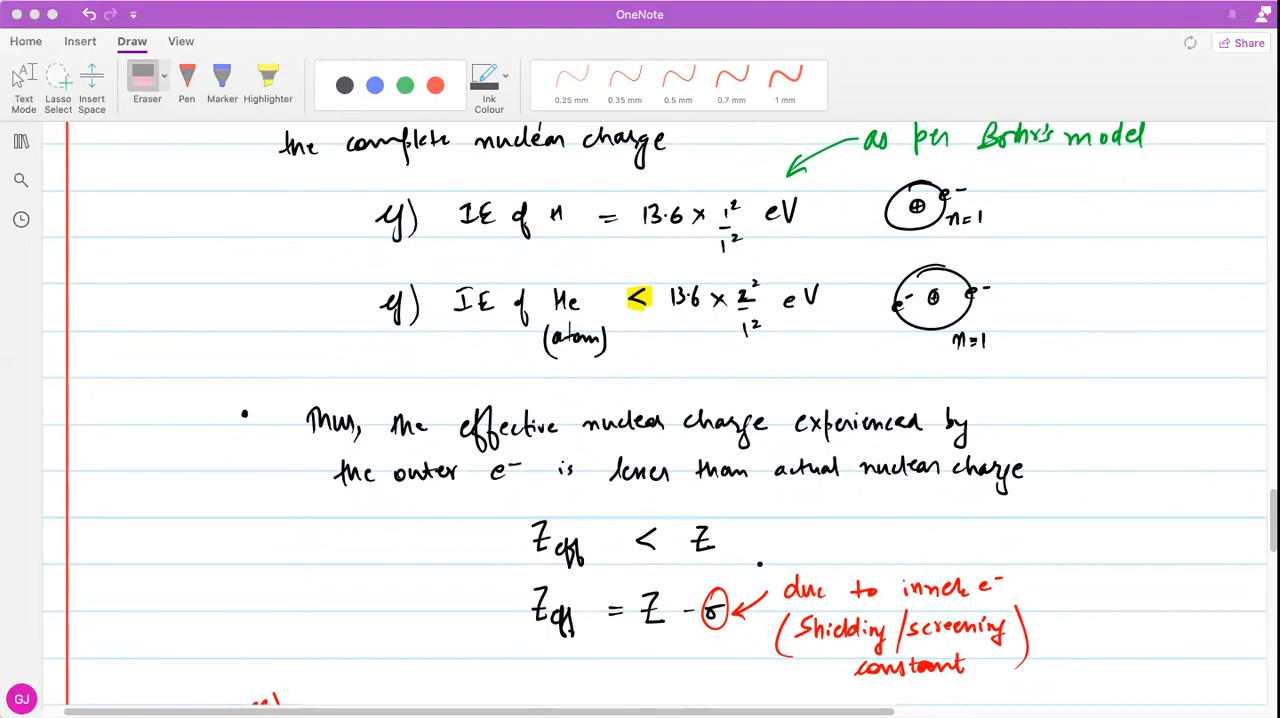 OneNote
Home Insert Draw View
Share
Text Mode
Lasso Select
Insert Space
Eraser
Pen
Marker
Highlighter
0.25 mm
0.35 mm
0.5 mm
0.7 mm
1 mm
Ink Colour
the complete nuclear charge
as per Bohr's model
eg) IE of H = 13.6 × 1²/1² eV
⊕ e⁻ n=1
eg) IE of He < 13.6 × 2²/1² eV
(atom)
e⁻ ⊕ e⁻ n=1
• Thus, the effective nuclear charge experienced by
the outer e⁻ is lesser than actual nuclear charge
Zeff < Z
Zeff = Z - σ
due to inner e⁻
(Shielding/screening
constant)
GJ